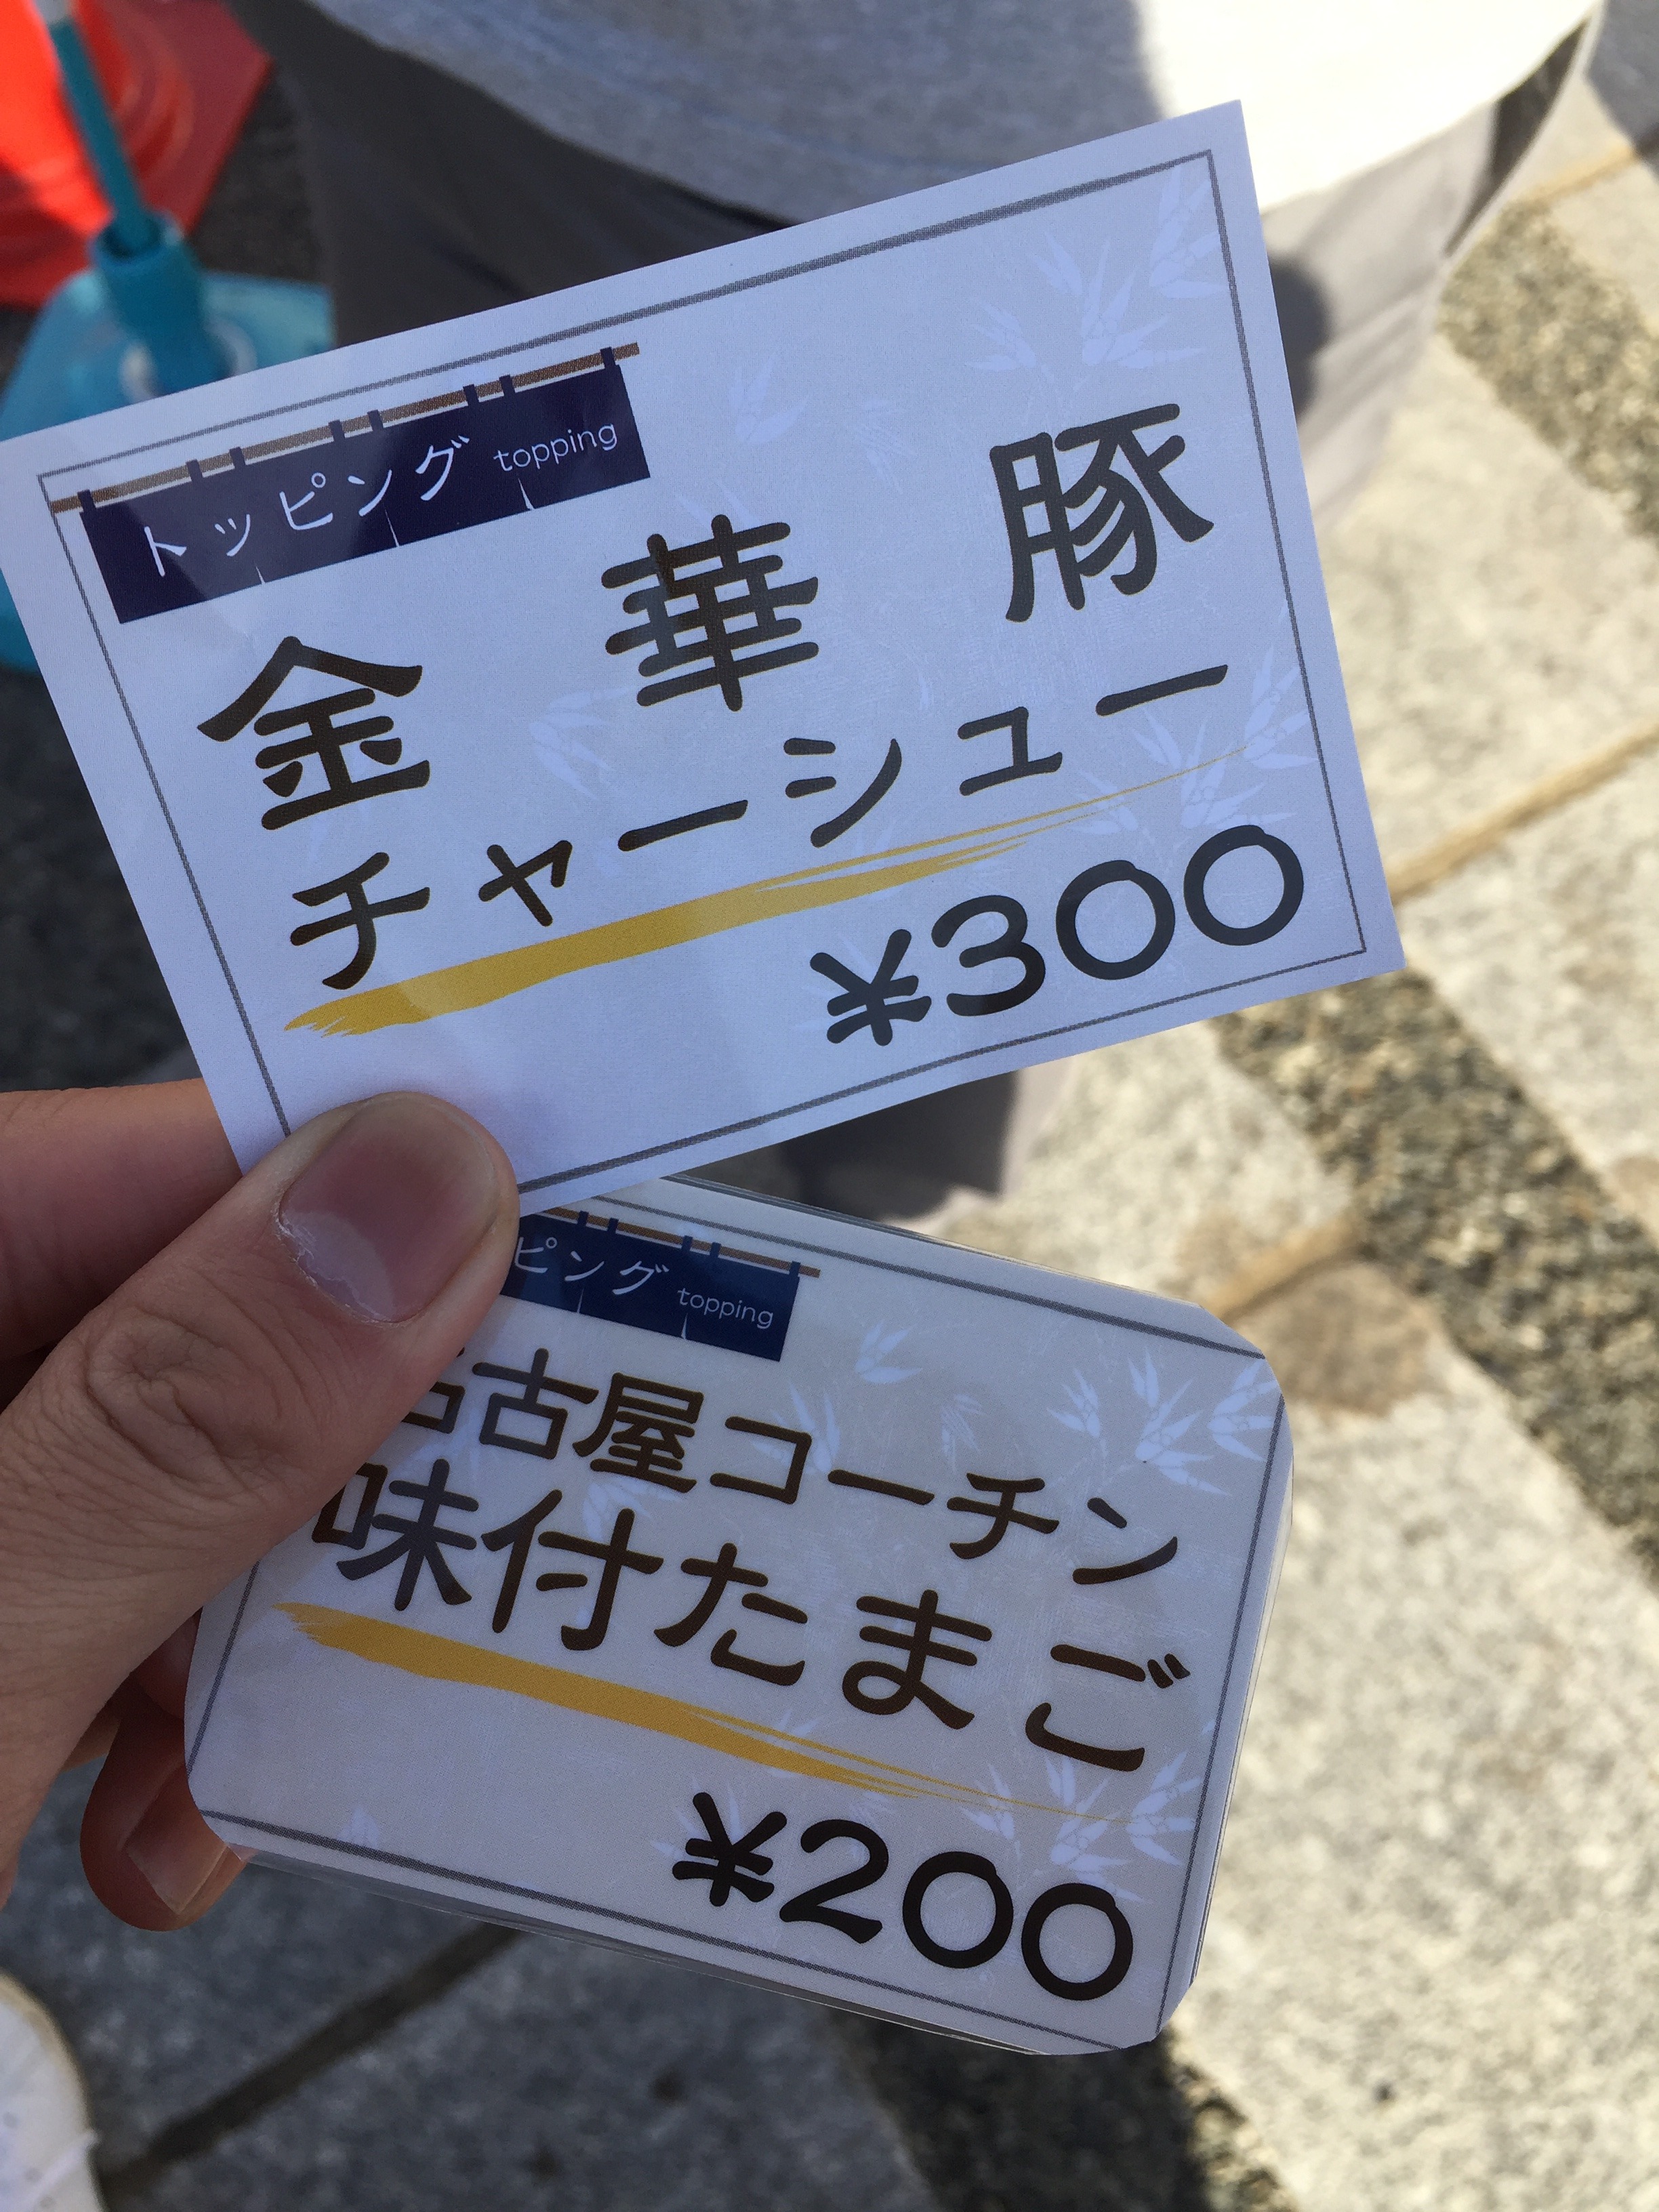 トッピング topping
金華豚
チャーシュー
¥300
ピング topping
名古屋コーチン
味付たまご
¥200